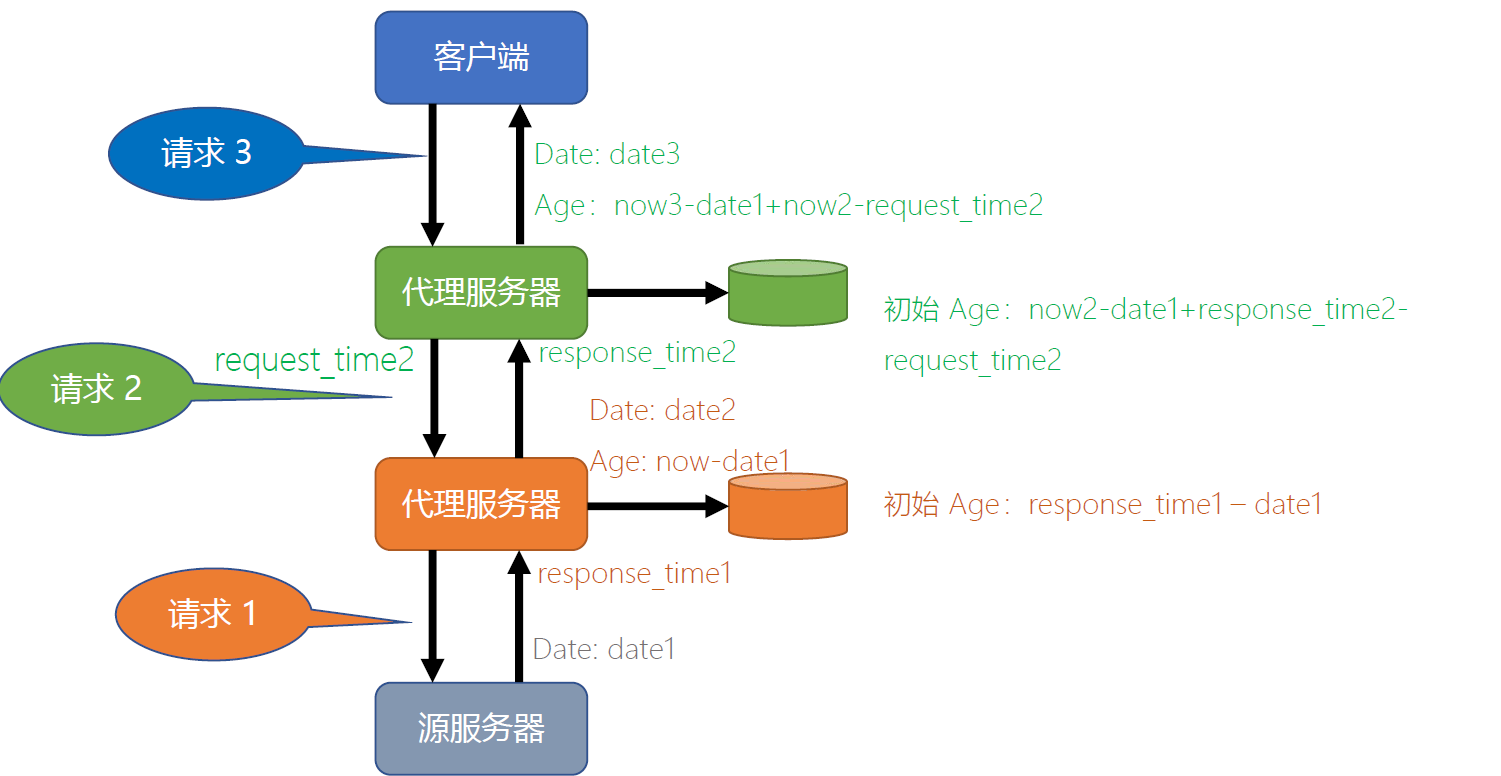 客户端
请求 3
Date: date3
Age：now3-date1+now2-request_time2
代理服务器
初始 Age：now2-date1+response_time2-
request_time2
request_time2
response_time2
请求 2
Date: date2
Age: now-date1
代理服务器
初始 Age：response_time1 – date1
response_time1
请求 1
Date: date1
源服务器